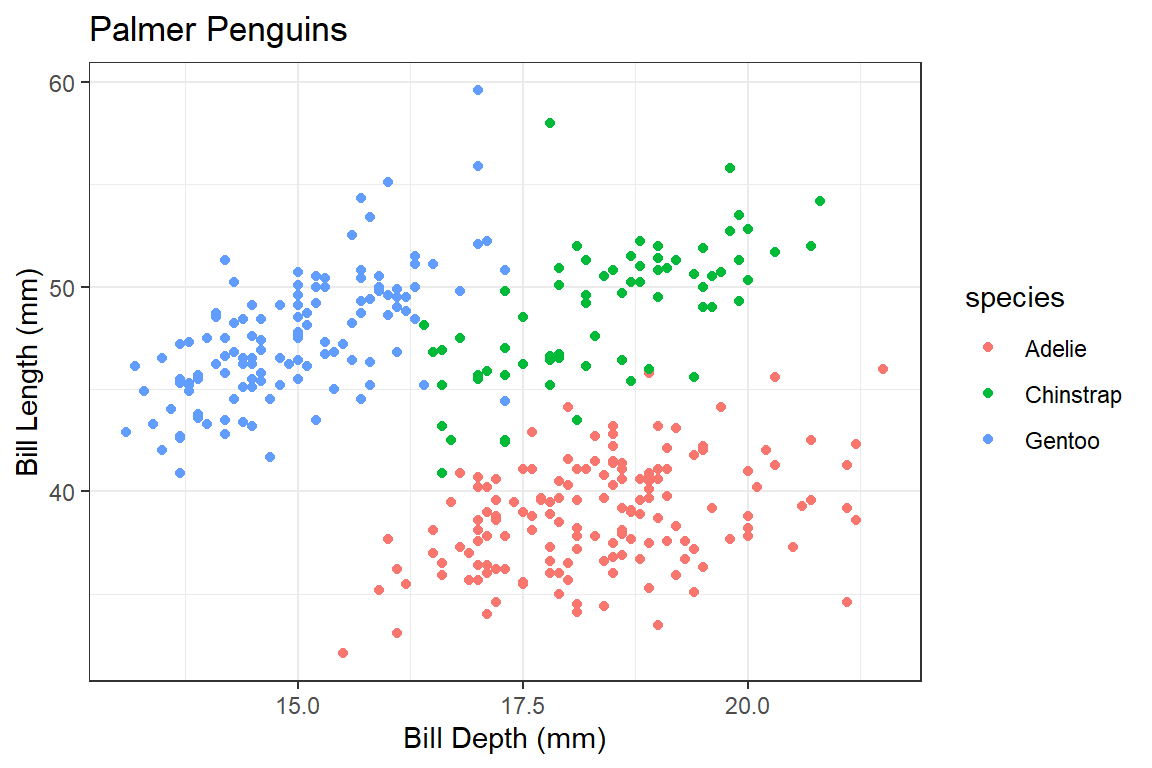 Palmer Penguins
60
50
40
Bill Length (mm)
15.0
17.5
20.0
Bill Depth (mm)
species
Adelie
Chinstrap
Gentoo